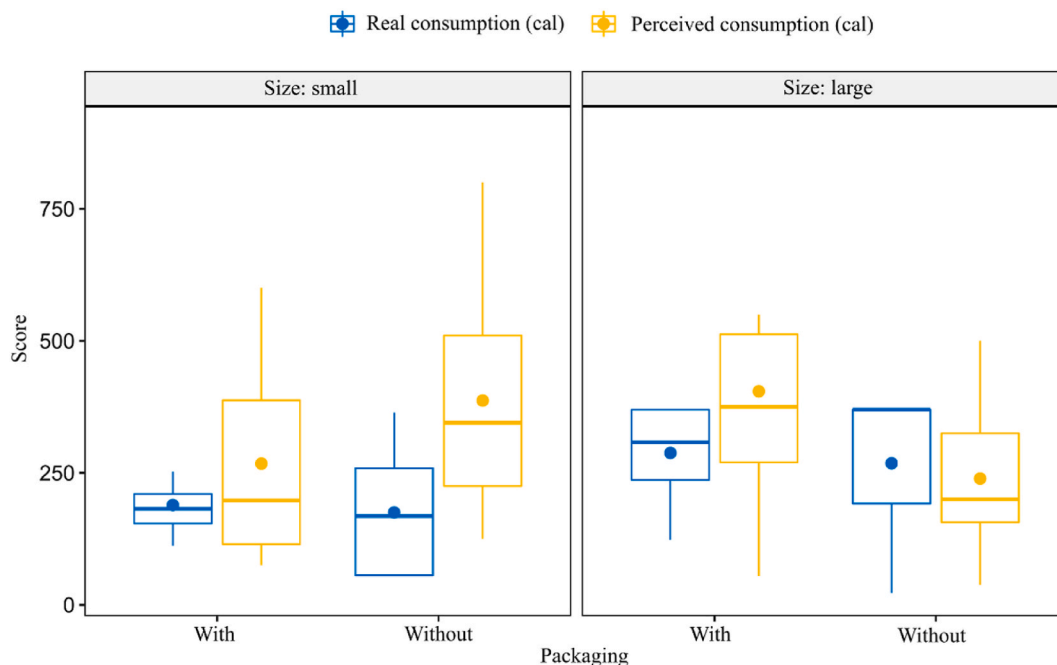 Real consumption (cal) Perceived consumption (cal)
Size: small Size: large
Score
750
500
250
0
With Without With Without
Packaging